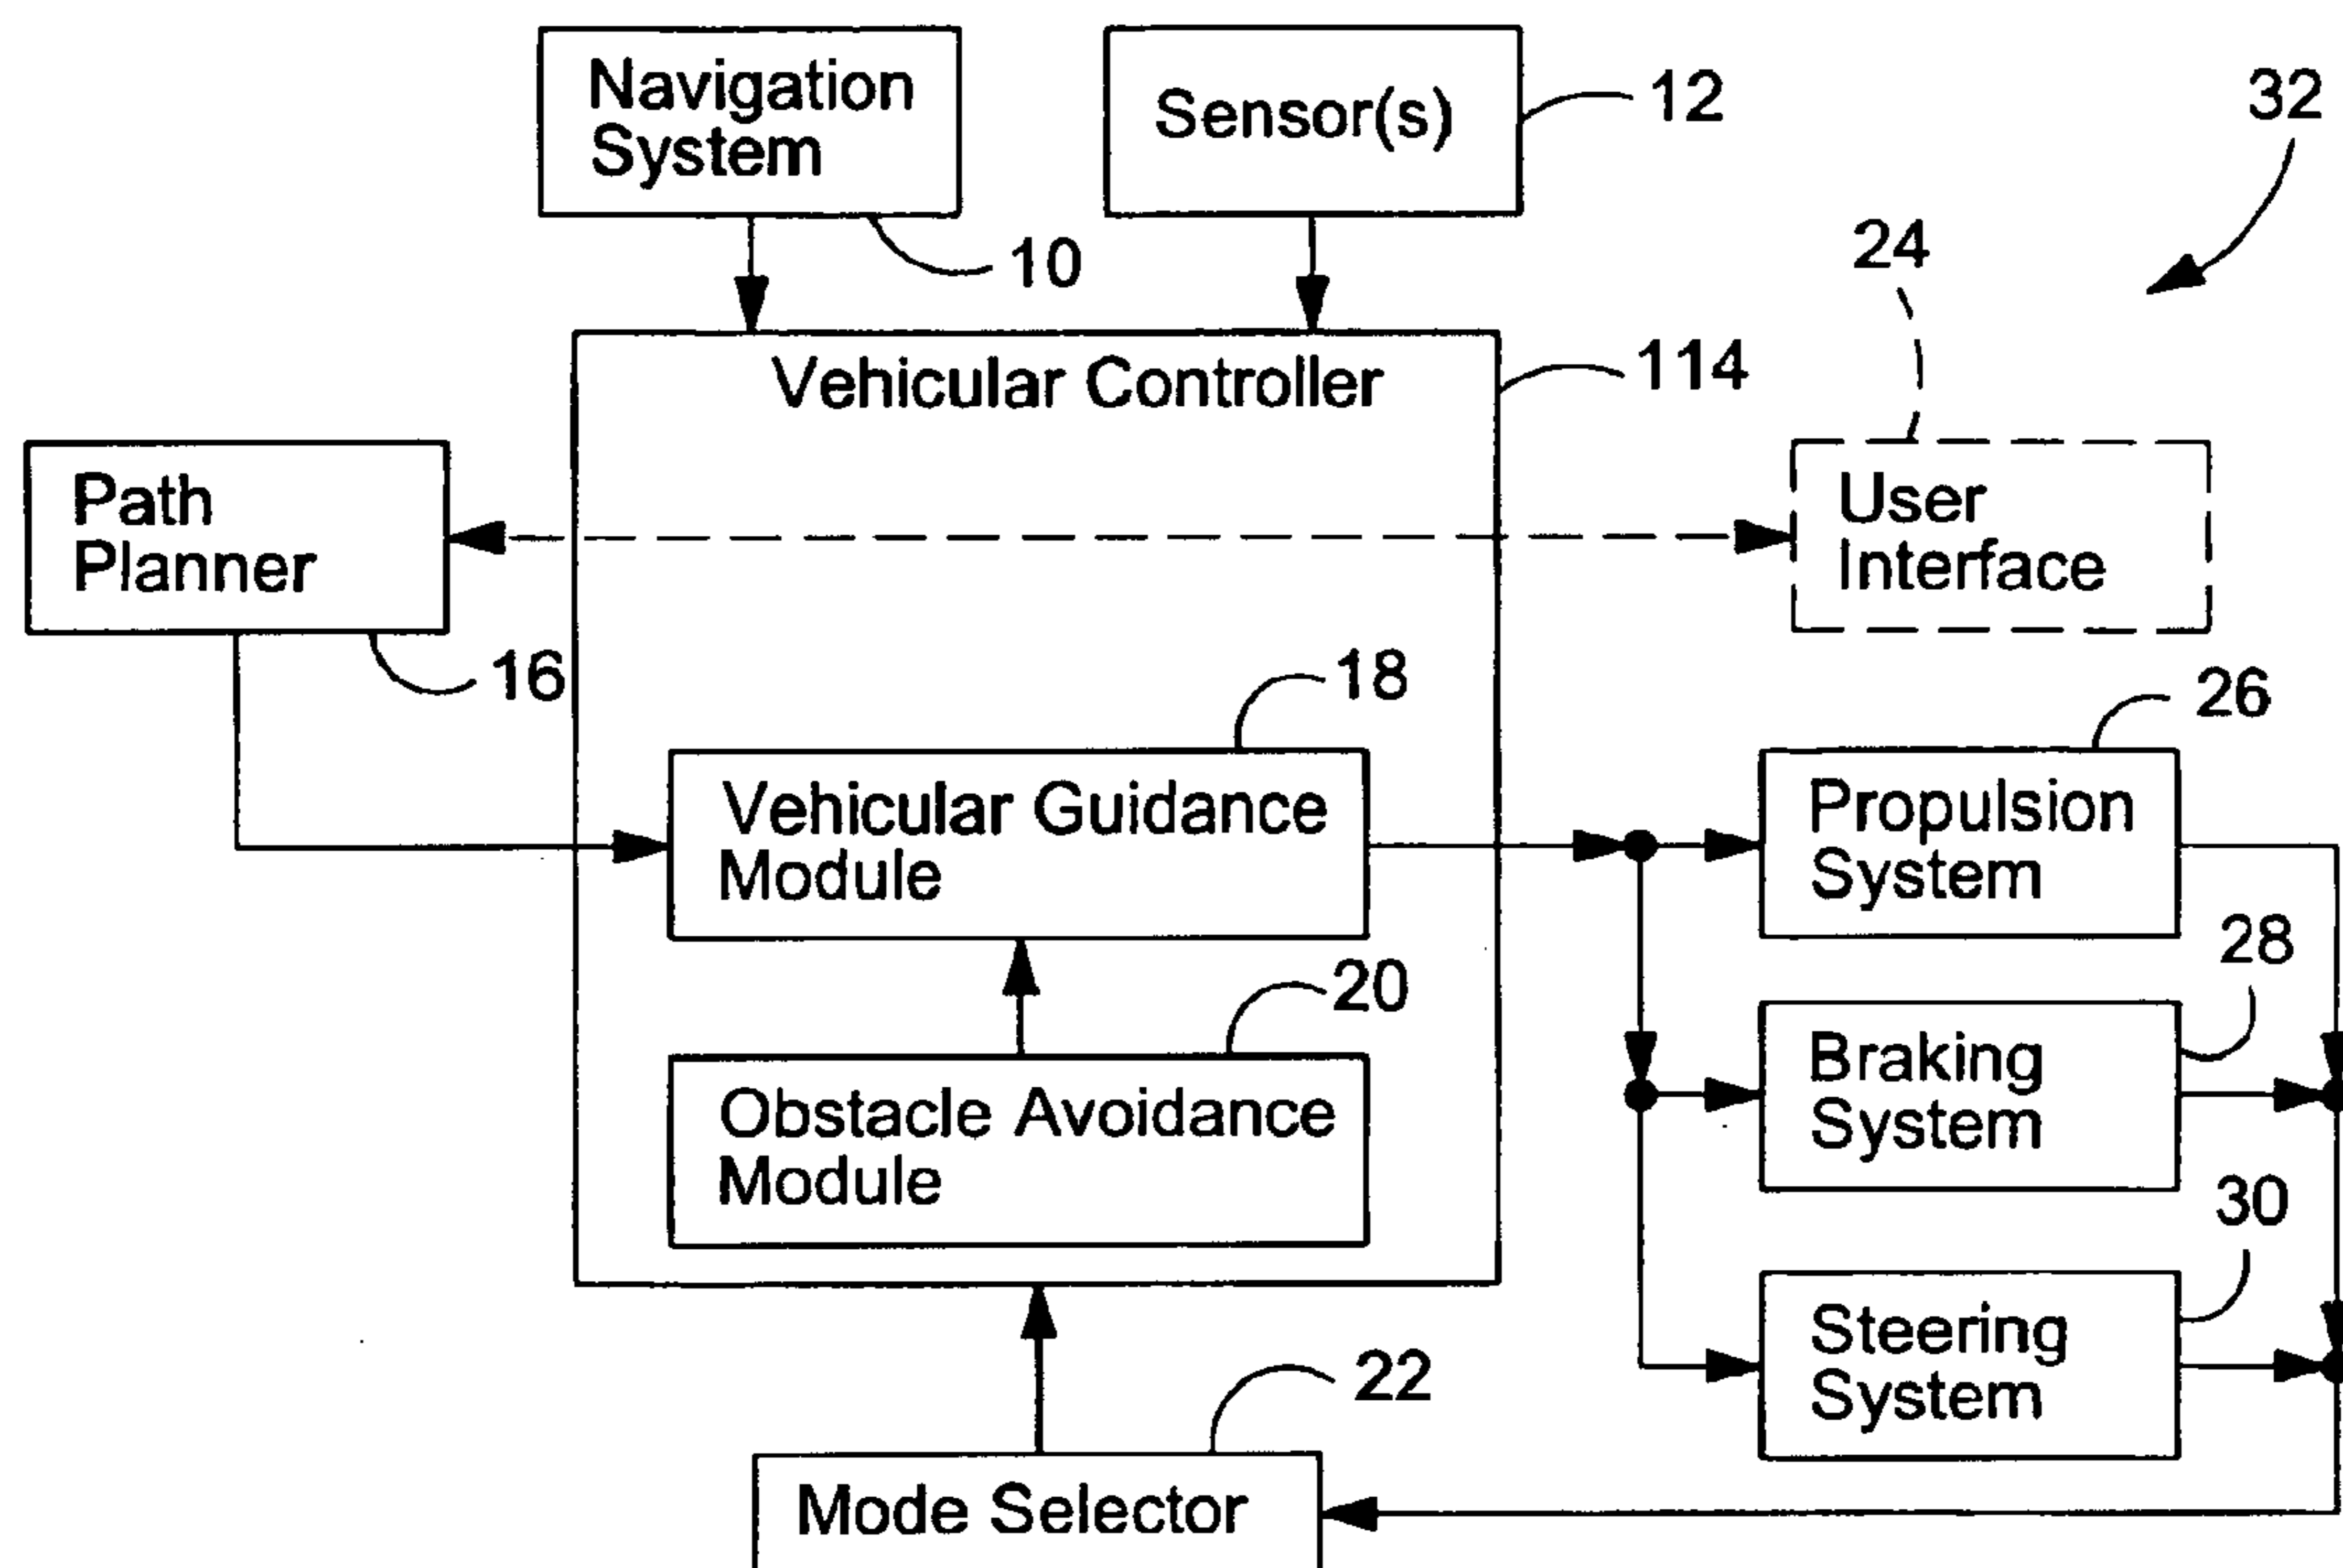 Navigation
System
Sensor(s)
12
32
10
24
Vehicular Controller
114
Path
Planner
User
Interface
16
18
26
Vehicular Guidance
Module
Propulsion
System
28
20
Obstacle Avoidance
Module
Braking
System
30
Steering
System
22
Mode Selector